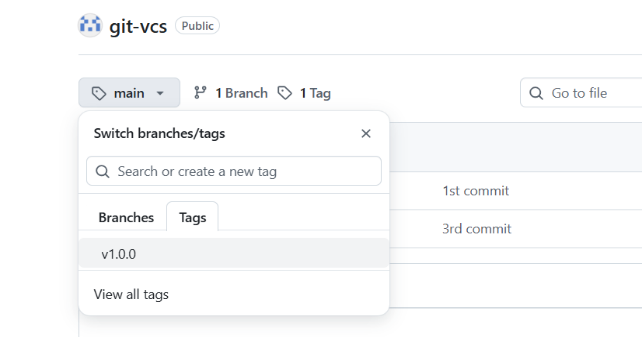 git-vcs Public
main 1 Branch 1 Tag Go to file
Switch branches/tags
Search or create a new tag
1st commit
Branches Tags
3rd commit
v1.0.0
View all tags